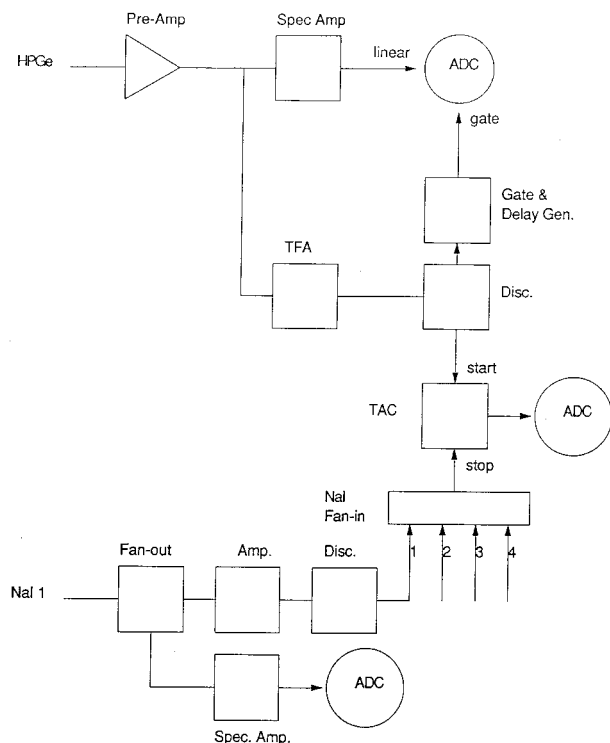 Pre-Amp
Spec Amp
HPGe
linear
ADC
gate
Gate &
Delay Gen.
TFA
Disc.
start
TAC
ADC
stop
NaI
Fan-in
1 2 3 4
Fan-out
Amp.
Disc.
NaI 1
ADC
Spec. Amp.